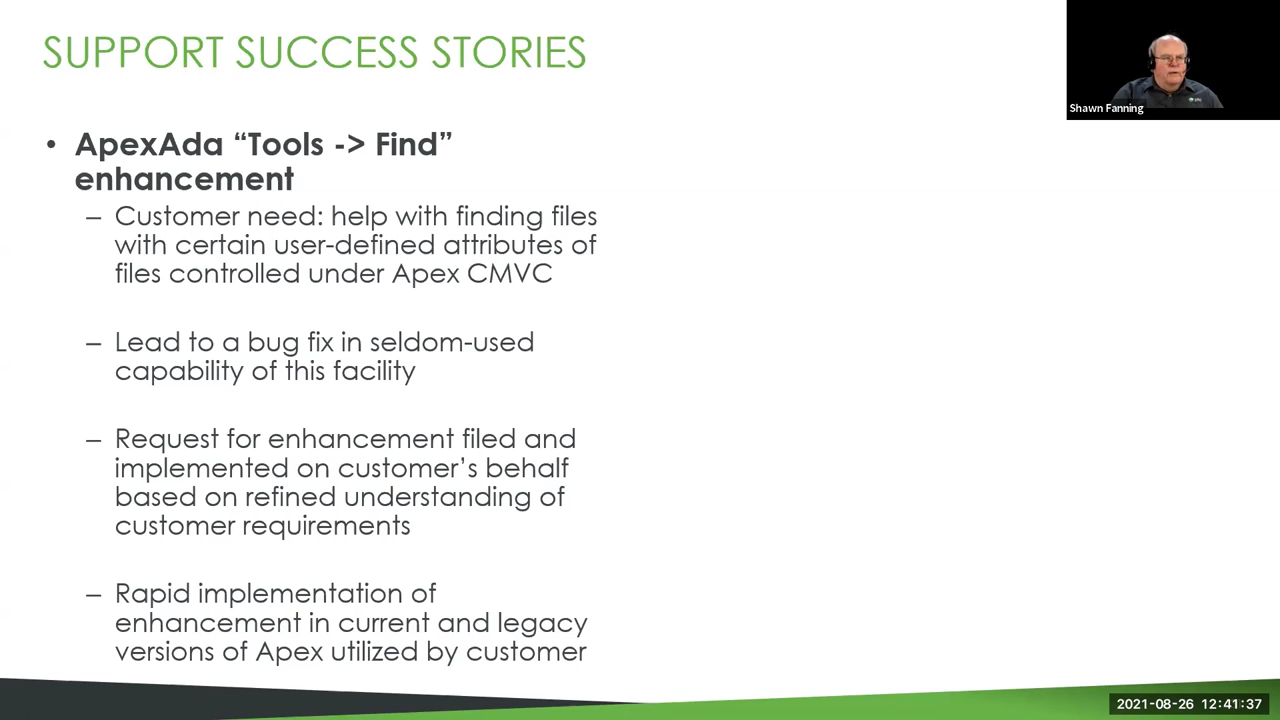 SUPPORT SUCCESS STORIES
Shawn Fanning
• ApexAda “Tools -> Find”
enhancement
– Customer need: help with finding files
with certain user-defined attributes of
files controlled under Apex CMVC
– Lead to a bug fix in seldom-used
capability of this facility
– Request for enhancement filed and
implemented on customer’s behalf
based on refined understanding of
customer requirements
– Rapid implementation of
enhancement in current and legacy
versions of Apex utilized by customer
2021-08-26 12:41:37